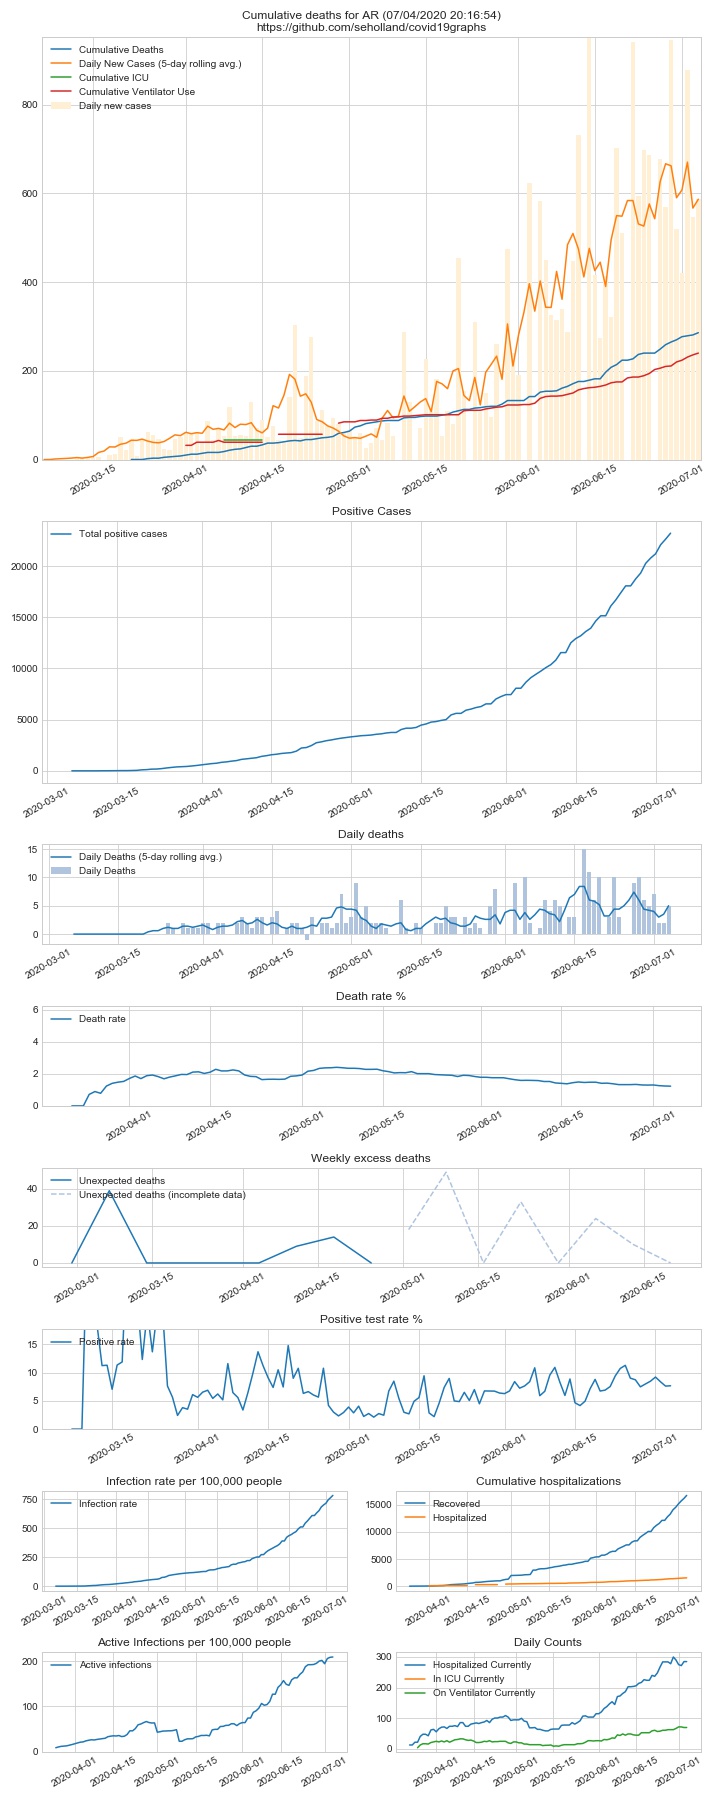 Cumulative deaths for AR (07/04/2020 20:16:54)
https://github.com/seholland/covid19graphs
Cumulative Deaths
Daily New Cases (5-day rolling avg.)
Cumulative ICU
Cumulative Ventilator Use
Daily new cases
800
600
400
200
0
2020-03-15 2020-04-01 2020-04-15 2020-05-01 2020-05-15 2020-06-01 2020-06-15 2020-07-01
Positive Cases
Total positive cases
20000
15000
10000
5000
0
2020-03-01 2020-03-15 2020-04-01 2020-04-15 2020-05-01 2020-05-15 2020-06-01 2020-06-15 2020-07-01
Daily deaths
Daily Deaths (5-day rolling avg.)
Daily Deaths
15
10
5
0
2020-03-01 2020-03-15 2020-04-01 2020-04-15 2020-05-01 2020-05-15 2020-06-01 2020-06-15 2020-07-01
Death rate %
Death rate
6
4
2
0
2020-04-01 2020-04-15 2020-05-01 2020-05-15 2020-06-01 2020-06-15 2020-07-01
Weekly excess deaths
Unexpected deaths
Unexpected deaths (incomplete data)
40
20
0
2020-03-01 2020-03-15 2020-04-01 2020-04-15 2020-05-01 2020-05-15 2020-06-01 2020-06-15
Positive test rate %
Positive rate
15
10
5
0
2020-03-15 2020-04-01 2020-04-15 2020-05-01 2020-05-15 2020-06-01 2020-06-15 2020-07-01
Infection rate per 100,000 people
Infection rate
750
500
250
0
2020-03-01 2020-03-15 2020-04-01 2020-04-15 2020-05-01 2020-05-15 2020-06-01 2020-06-15 2020-07-01
Cumulative hospitalizations
Recovered
Hospitalized
15000
10000
5000
0
2020-04-01 2020-04-15 2020-05-01 2020-05-15 2020-06-01 2020-06-15 2020-07-01
Active Infections per 100,000 people
Active infections
200
100
0
2020-04-01 2020-04-15 2020-05-01 2020-05-15 2020-06-01 2020-06-15 2020-07-01
Daily Counts
Hospitalized Currently
In ICU Currently
On Ventilator Currently
300
200
100
0
2020-04-01 2020-04-15 2020-05-01 2020-05-15 2020-06-01 2020-06-15 2020-07-01